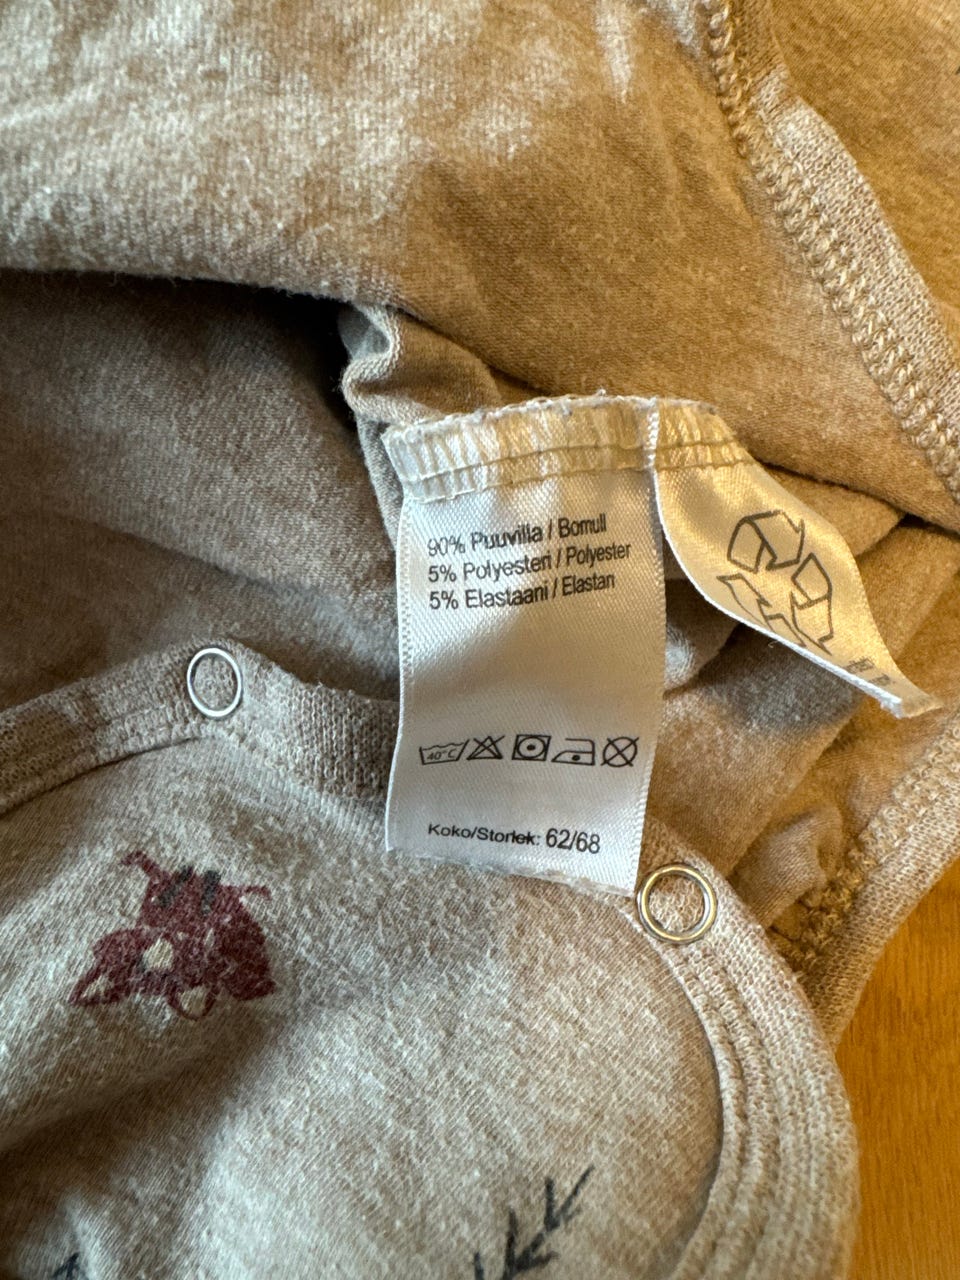 90% Puuvilla / Bomull
5% Polyesteri / Polyester
5% Elastaani / Elastan
40°C
Koko/Storlek: 62/68